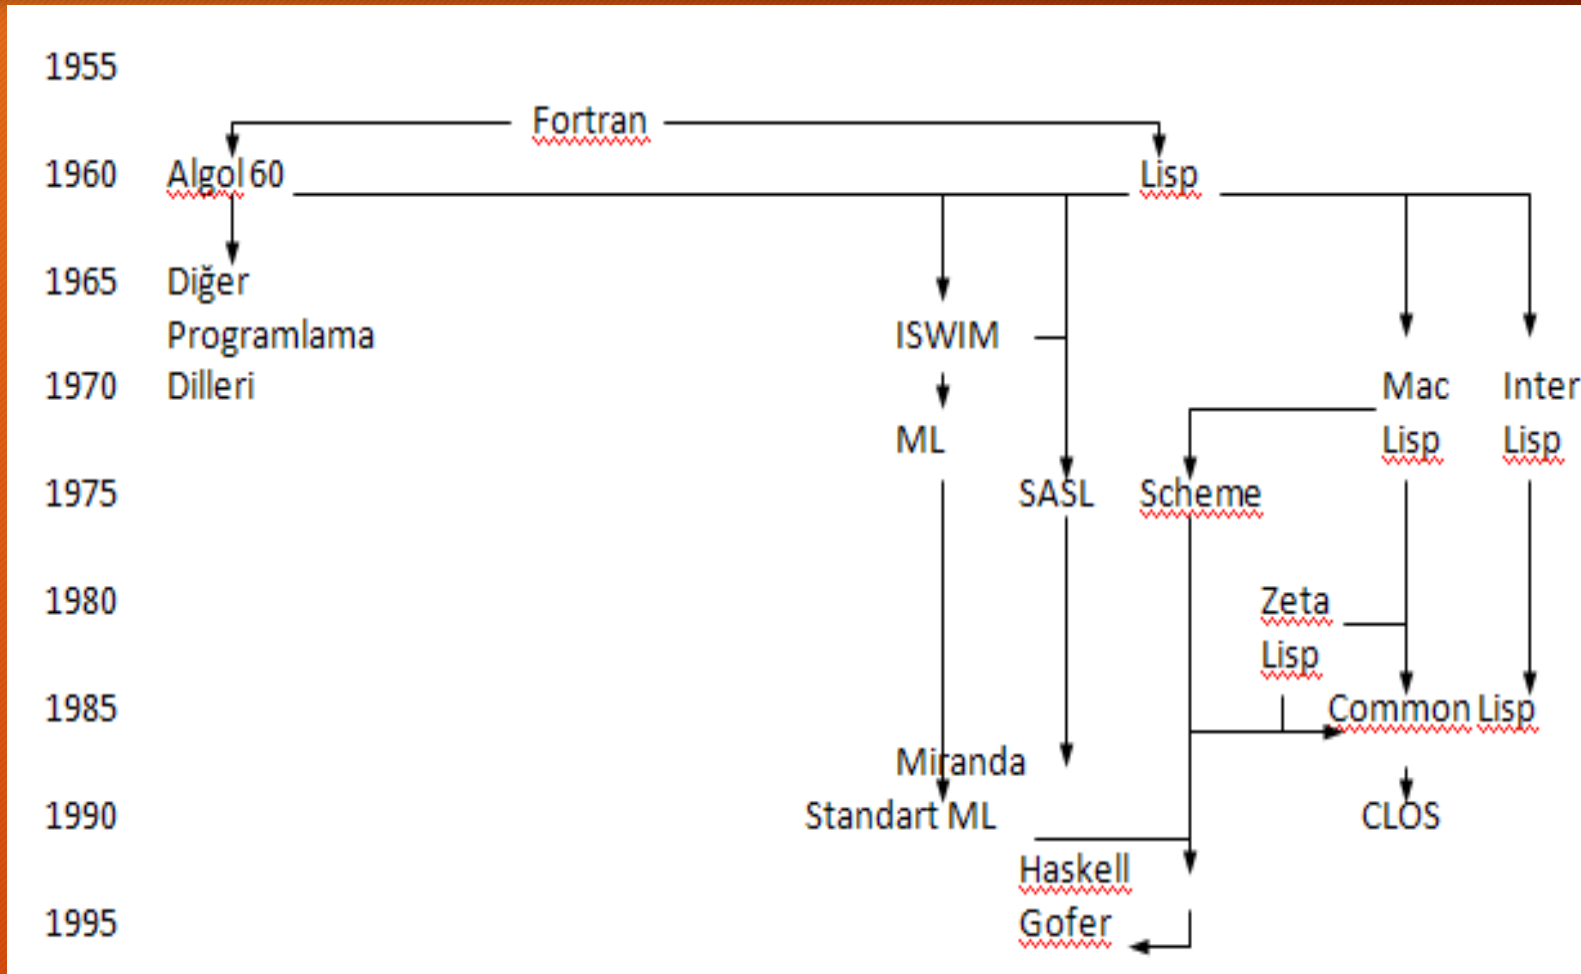 1955
Fortran
1960 Algol 60 Lisp
1965 Diğer
Programlama ISWIM
1970 Dilleri Mac Inter
ML Lisp Lisp
1975 SASL Scheme
1980 Zeta
Lisp
1985 Common Lisp
Miranda
1990 Standart ML CLOS
Haskell
1995 Gofer